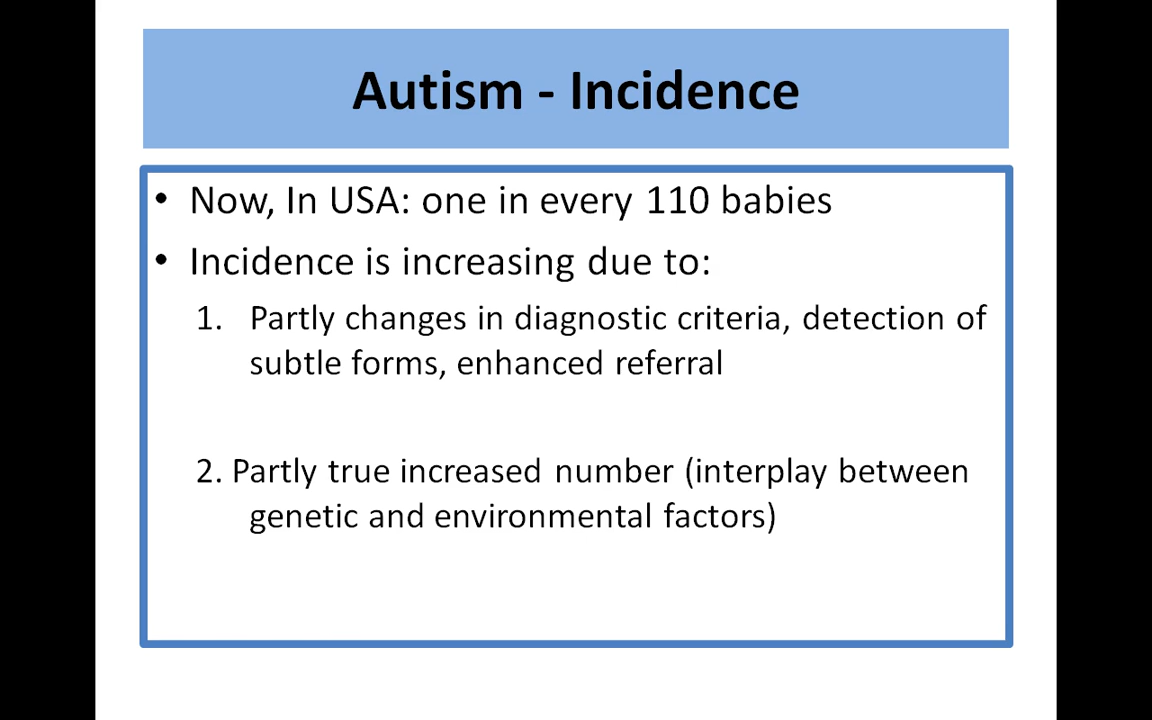 Autism - Incidence
• Now, In USA: one in every 110 babies
• Incidence is increasing due to:
1. Partly changes in diagnostic criteria, detection of
subtle forms, enhanced referral
2. Partly true increased number (interplay between
genetic and environmental factors)